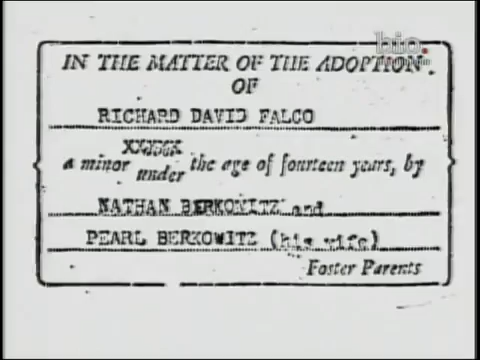 bio.
IN THE MATTER OF THE ADOPTION
OF
RICHARD DAVID FALCO
a minor under the age of fourteen years, by
NATHAN BERKOWITZ and
PEARL BERKOWITZ (his wife)
Foster Parents